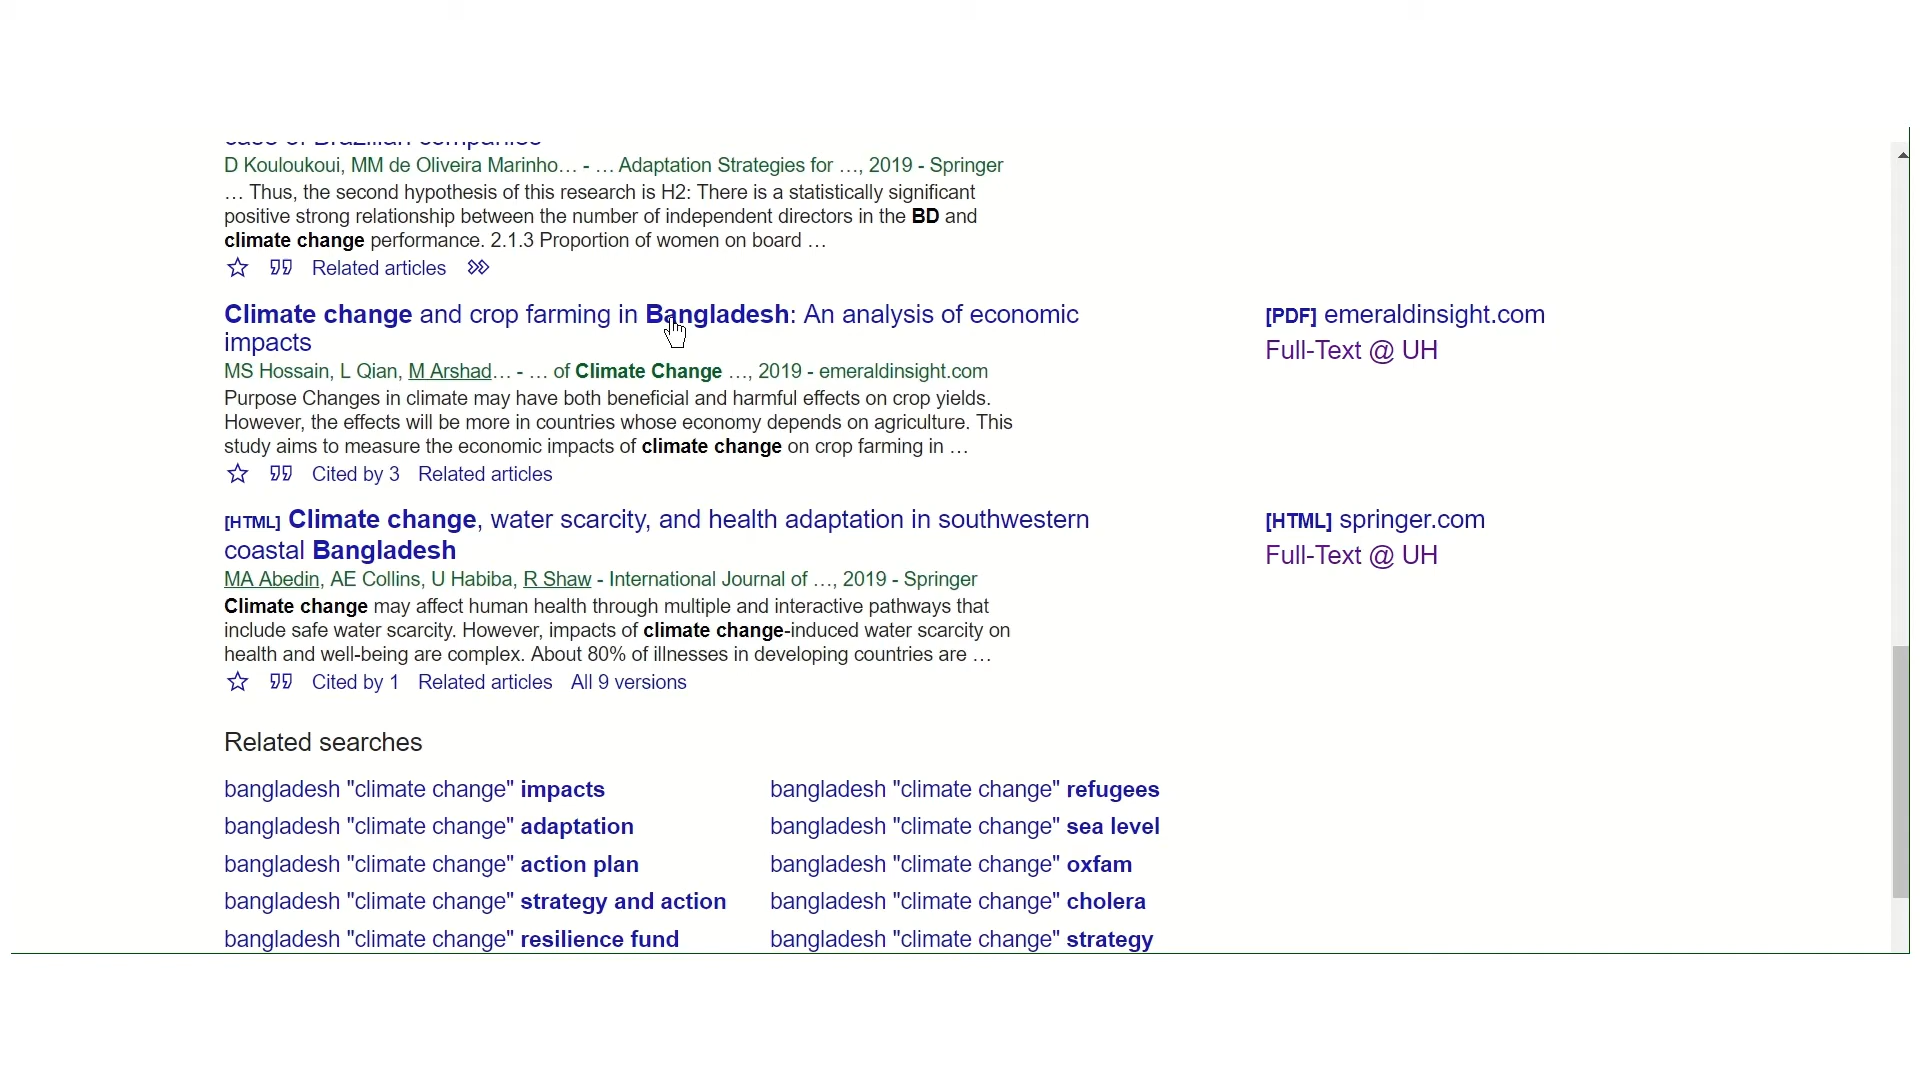 case of Brazilian companies
D Kouloukoui, MM de Oliveira Marinho… - … Adaptation Strategies for …, 2019 - Springer
… Thus, the second hypothesis of this research is H2: There is a statistically significant
positive strong relationship between the number of independent directors in the BD and
climate change performance. 2.1.3 Proportion of women on board …
Related articles
Climate change and crop farming in Bangladesh: An analysis of economic
impacts
[PDF] emeraldinsight.com
Full-Text @ UH
MS Hossain, L Qian, M Arshad… - … of Climate Change …, 2019 - emeraldinsight.com
Purpose Changes in climate may have both beneficial and harmful effects on crop yields.
However, the effects will be more in countries whose economy depends on agriculture. This
study aims to measure the economic impacts of climate change on crop farming in …
Cited by 3 Related articles
[HTML] Climate change, water scarcity, and health adaptation in southwestern
coastal Bangladesh
[HTML] springer.com
Full-Text @ UH
MA Abedin, AE Collins, U Habiba, R Shaw - International Journal of …, 2019 - Springer
Climate change may affect human health through multiple and interactive pathways that
include safe water scarcity. However, impacts of climate change-induced water scarcity on
health and well-being are complex. About 80% of illnesses in developing countries are …
Cited by 1 Related articles All 9 versions
Related searches
bangladesh "climate change" impacts
bangladesh "climate change" adaptation
bangladesh "climate change" action plan
bangladesh "climate change" strategy and action
bangladesh "climate change" resilience fund
bangladesh "climate change" refugees
bangladesh "climate change" sea level
bangladesh "climate change" oxfam
bangladesh "climate change" cholera
bangladesh "climate change" strategy